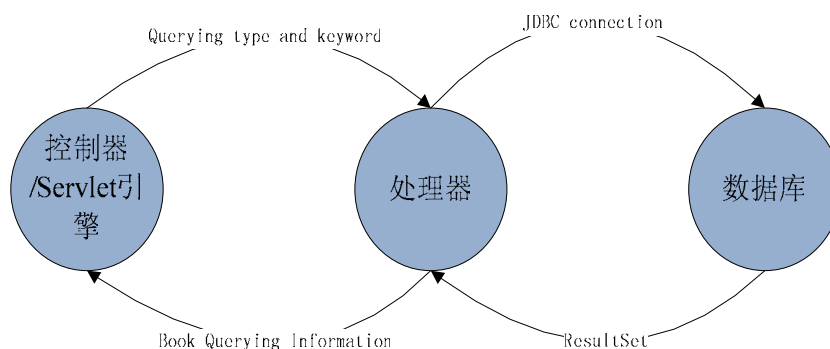 Querying type and keyword
JDBC connection
控制器
/Servlet引
擎
处理器
数据库
Book Querying Information
ResultSet